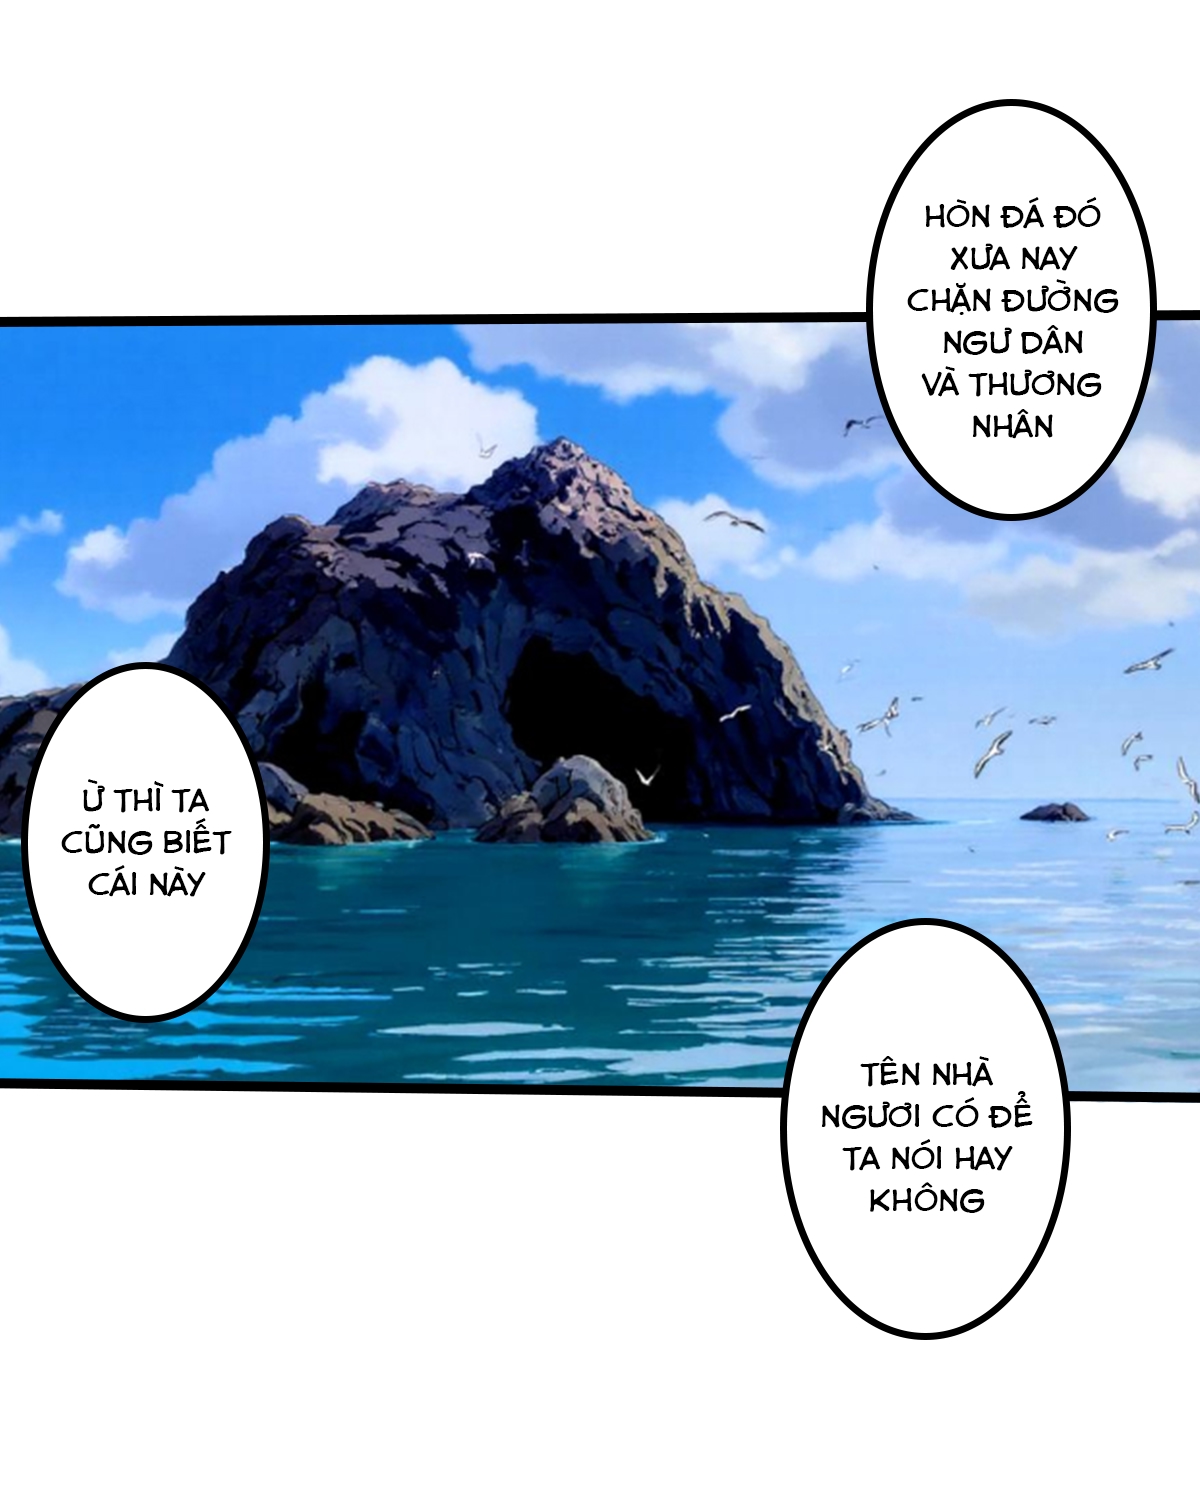 HÒN ĐÁ ĐÓ
XƯA NAY
CHẶN ĐƯỜNG
NGƯ DÂN
VÀ THƯƠNG
NHÂN
Ừ THÌ TA
CŨNG BIẾT
CÁI NÀY
TÊN NHÀ
NGƯƠI CÓ ĐỂ
TA NÓI HAY
KHÔNG